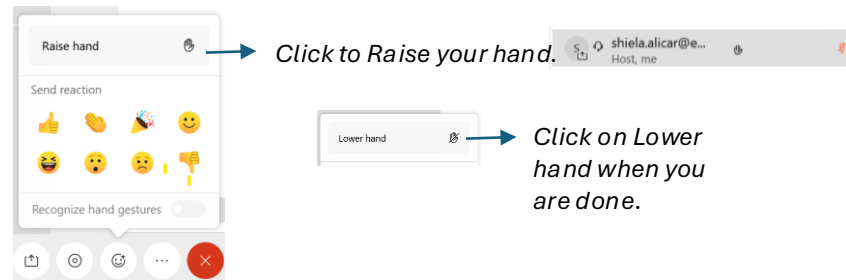 Raise hand
Click to Raise your hand.
S
shiela.alicar@e...
Host, me
Send reaction
Lower hand
Click on Lower
hand when you
are done.
Recognize hand gestures